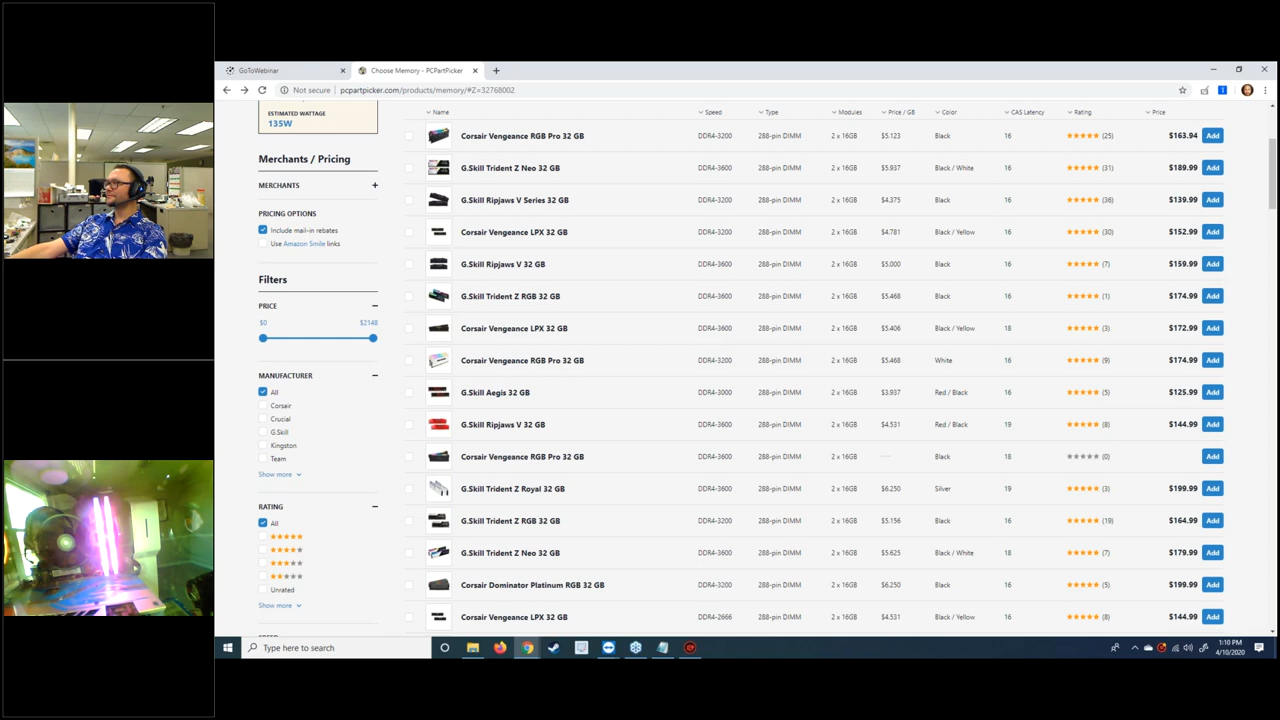 GoToWebinar
Choose Memory - PCPartPicker
Not secure
pcpartpicker.com/products/memory/#Z=32768002
ESTIMATED WATTAGE
135W
Merchants / Pricing
MERCHANTS
PRICING OPTIONS
Include mail-in rebates
Use Amazon Smile links
Filters
PRICE
$0 $2148
MANUFACTURER
All
Corsair
Crucial
G.Skill
Kingston
Team
Show more
RATING
All
Unrated
Show more
Name Speed Type Modules Price / GB Color CAS Latency Rating Price
Corsair Vengeance RGB Pro 32 GB DDR4-3200 288-pin DIMM 2 x 16GB $5.123 Black 16 (25) $163.94 Add
G.Skill Trident Z Neo 32 GB DDR4-3600 288-pin DIMM 2 x 16GB $5.937 Black / White 16 (31) $189.99 Add
G.Skill Ripjaws V Series 32 GB DDR4-3200 288-pin DIMM 2 x 16GB $4.375 Black 16 (36) $139.99 Add
Corsair Vengeance LPX 32 GB DDR4-3200 288-pin DIMM 2 x 16GB $4.781 Black / Yellow 16 (30) $152.99 Add
G.Skill Ripjaws V 32 GB DDR4-3600 288-pin DIMM 2 x 16GB $5.000 Black 16 (7) $159.99 Add
G.Skill Trident Z RGB 32 GB DDR4-3600 288-pin DIMM 2 x 16GB $5.468 Black 16 (1) $174.99 Add
Corsair Vengeance LPX 32 GB DDR4-3600 288-pin DIMM 2 x 16GB $5.406 Black / Yellow 18 (3) $172.99 Add
Corsair Vengeance RGB Pro 32 GB DDR4-3200 288-pin DIMM 2 x 16GB $5.468 White 16 (9) $174.99 Add
G.Skill Aegis 32 GB DDR4-3000 288-pin DIMM 2 x 16GB $3.937 Red / Black 16 (5) $125.99 Add
G.Skill Ripjaws V 32 GB DDR4-3600 288-pin DIMM 2 x 16GB $4.531 Red / Black 19 (8) $144.99 Add
Corsair Vengeance RGB Pro 32 GB DDR4-3600 288-pin DIMM 2 x 16GB Black 18 (0) Add
G.Skill Trident Z Royal 32 GB DDR4-3600 288-pin DIMM 2 x 16GB $6.250 Silver 19 (3) $199.99 Add
G.Skill Trident Z RGB 32 GB DDR4-3200 288-pin DIMM 2 x 16GB $5.156 Black 16 (19) $164.99 Add
G.Skill Trident Z Neo 32 GB DDR4-3600 288-pin DIMM 2 x 16GB $5.625 Black / White 18 (7) $179.99 Add
Corsair Dominator Platinum RGB 32 GB DDR4-3200 288-pin DIMM 2 x 16GB $6.250 Black 16 (5) $199.99 Add
Corsair Vengeance LPX 32 GB DDR4-2666 288-pin DIMM 2 x 16GB $4.531 Black / Yellow 16 (8) $144.99 Add
Type here to search
1:10 PM
4/10/2020